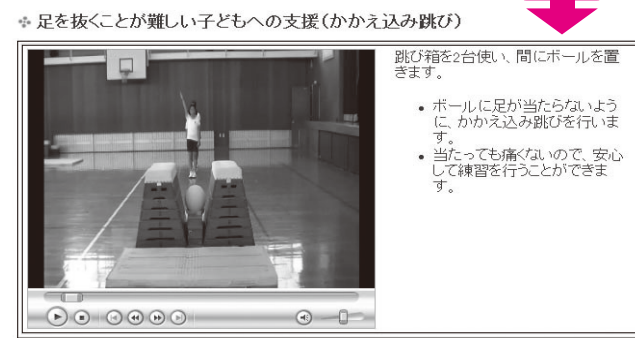 足を抜くことが難しい子どもへの支援（かかえ込み跳び）
跳び箱を2台使い、間にボールを置
きます。
• ボールに足が当たらないよう
に、かかえ込み跳びを行いま
す。
• 当たっても痛くないので、安心
して練習を行うことができま
す。